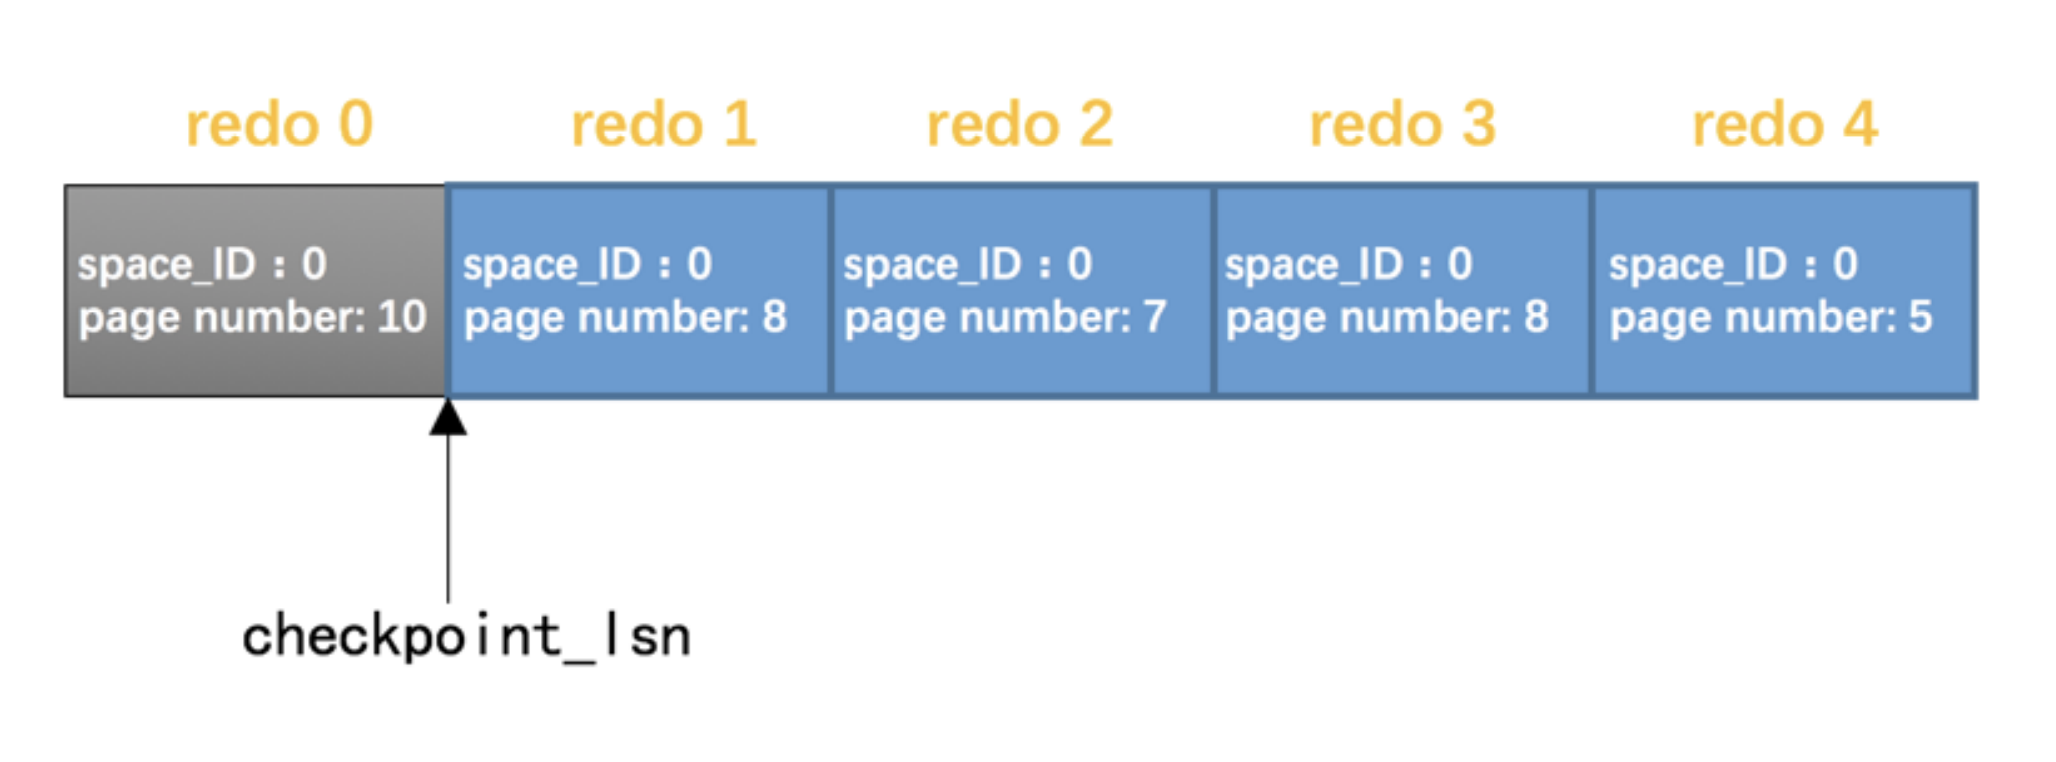 redo 0
redo 1
redo 2
redo 3
redo 4
space_ID：0
page number: 10
space_ID：0
page number: 8
space_ID：0
page number: 7
space_ID：0
page number: 8
space_ID：0
page number: 5
checkpoint_lsn